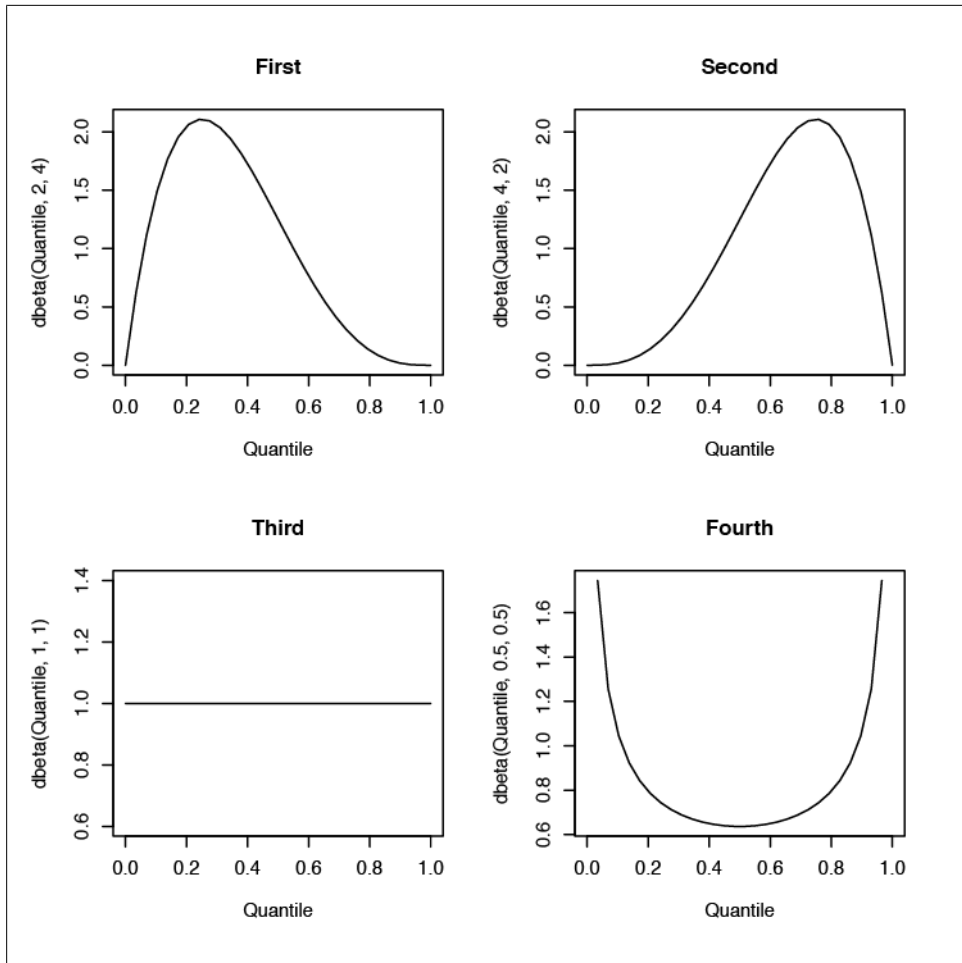 First
dbeta(Quantile, 2, 4)
2.0
1.5
1.0
0.5
0.0
0.0 0.2 0.4 0.6 0.8 1.0
Quantile
Second
dbeta(Quantile, 4, 2)
2.0
1.5
1.0
0.5
0.0
0.0 0.2 0.4 0.6 0.8 1.0
Quantile
Third
dbeta(Quantile, 1, 1)
1.4
1.2
1.0
0.8
0.6
0.0 0.2 0.4 0.6 0.8 1.0
Quantile
Fourth
dbeta(Quantile, 0.5, 0.5)
1.6
1.4
1.2
1.0
0.8
0.6
0.0 0.2 0.4 0.6 0.8 1.0
Quantile